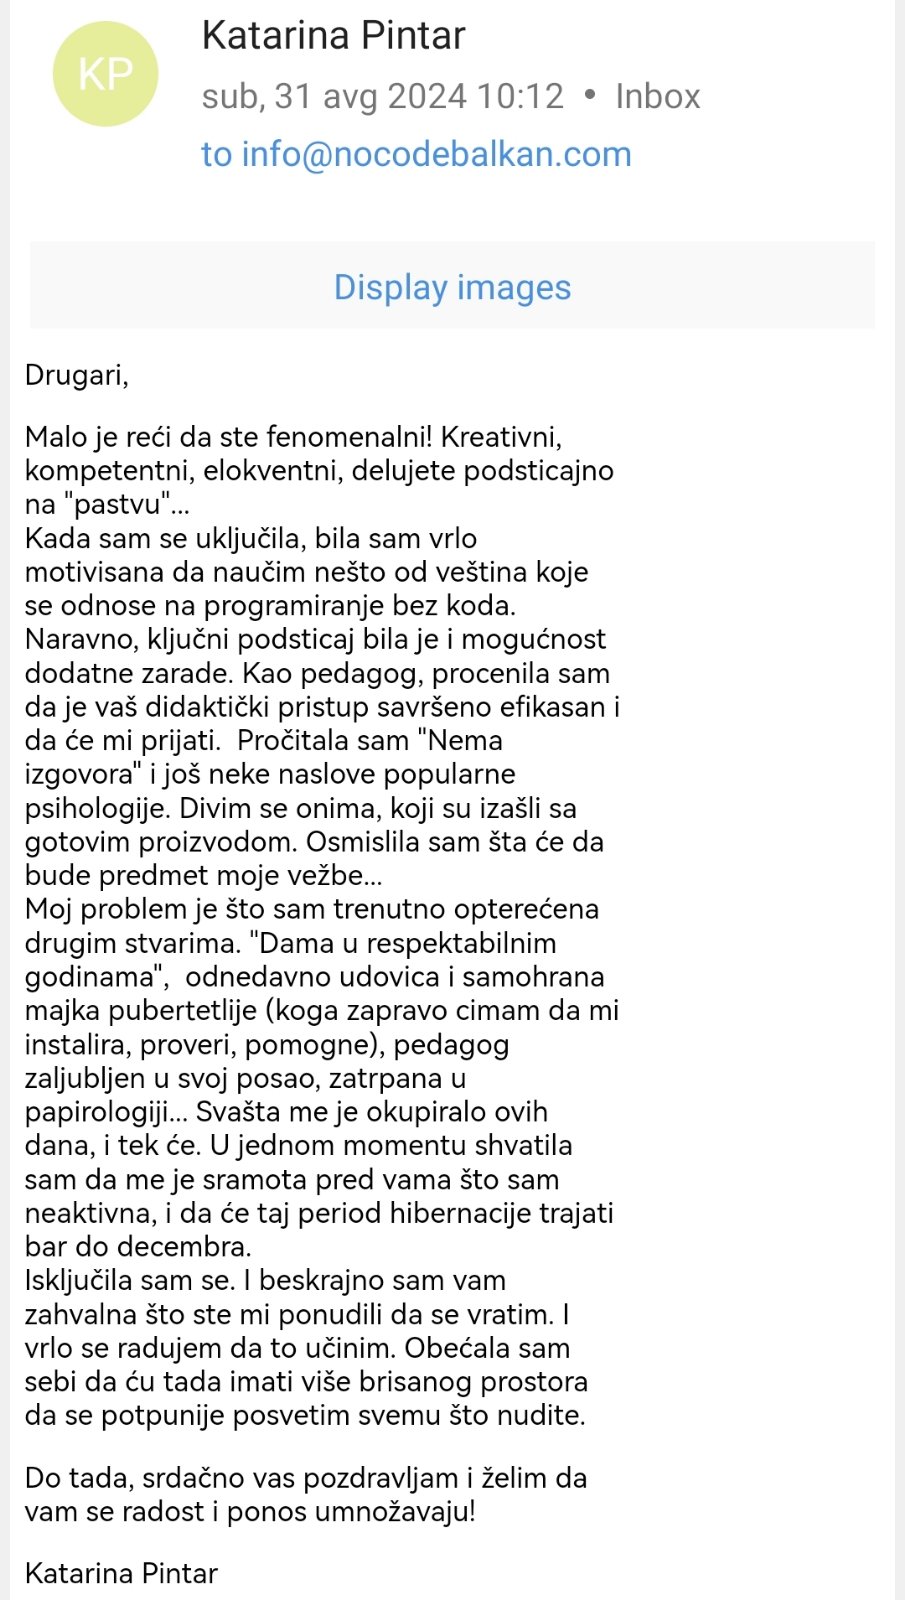 KP
Katarina Pintar
sub, 31 avg 2024 10:12 • Inbox
to info@nocodebalkan.com
Display images
Drugari,
Malo je reći da ste fenomenalni! Kreativni,
kompetentni, elokventni, delujete podsticajno
na "pastvu"...
Kada sam se uključila, bila sam vrlo
motivisana da naučim nešto od veština koje
se odnose na programiranje bez koda.
Naravno, ključni podsticaj bila je i mogućnost
dodatne zarade. Kao pedagog, procenila sam
da je vaš didaktički pristup savršeno efikasan i
da će mi prijati.  Pročitala sam "Nema
izgovora" i još neke naslove popularne
psihologije. Divim se onima, koji su izašli sa
gotovim proizvodom. Osmislila sam šta će da
bude predmet moje vežbe...
Moj problem je što sam trenutno opterećena
drugim stvarima. "Dama u respektabilnim
godinama",  odnedavno udovica i samohrana
majka pubertetlije (koga zapravo cimam da mi
instalira, proveri, pomogne), pedagog
zaljubljen u svoj posao, zatrpana u
papirologiji... Svašta me je okupiralo ovih
dana, i tek će. U jednom momentu shvatila
sam da me je sramota pred vama što sam
neaktivna, i da će taj period hibernacije trajati
bar do decembra.
Isključila sam se. I beskrajno sam vam
zahvalna što ste mi ponudili da se vratim. I
vrlo se radujem da to učinim. Obećala sam
sebi da ću tada imati više brisanog prostora
da se potpunije posvetim svemu što nudite.
Do tada, srdačno vas pozdravljam i želim da
vam se radost i ponos umnožavaju!
Katarina Pintar